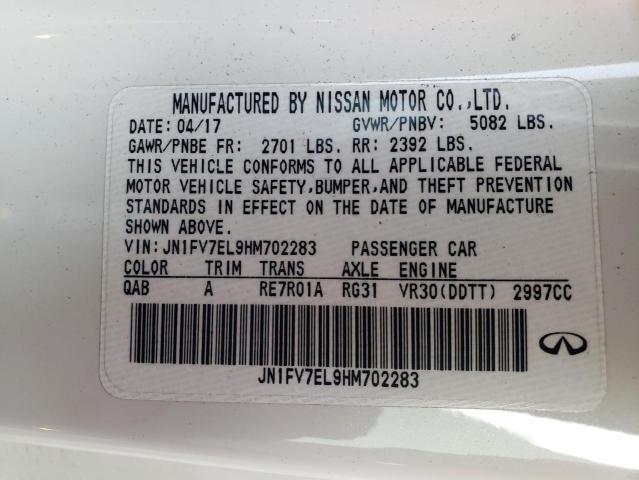 MANUFACTURED BY NISSAN MOTOR CO.,LTD.
DATE: 04/17 GVWR/PNBV: 5082 LBS.
GAWR/PNBE FR: 2701 LBS. RR: 2392 LBS.
THIS VEHICLE CONFORMS TO ALL APPLICABLE FEDERAL
MOTOR VEHICLE SAFETY,BUMPER,AND THEFT PREVENTION
STANDARDS IN EFFECT ON THE DATE OF MANUFACTURE
SHOWN ABOVE.
VIN: JN1FV7EL9HM702283 PASSENGER CAR
COLOR TRIM TRANS AXLE ENGINE
QAB A RE7R01A RG31 VR30(DDTT) 2997CC
JN1FV7EL9HM702283